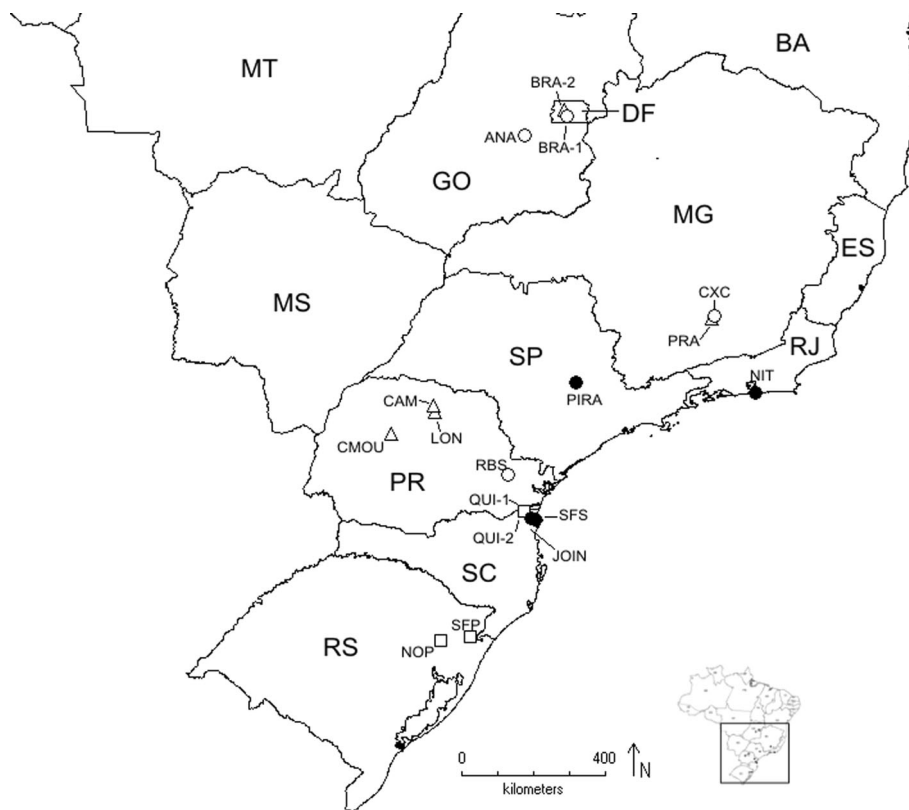 BA
MT
BRA-2
DF
ANA
BRA-1
GO
MG
ES
MS
CXC
PRA
RJ
SP
NIT
PIRA
CAM
LON
CMOU
RBS
PR
QUI-1
SFS
QUI-2
JOIN
SC
SFP
RS
NOP
0 400
N
kilometers